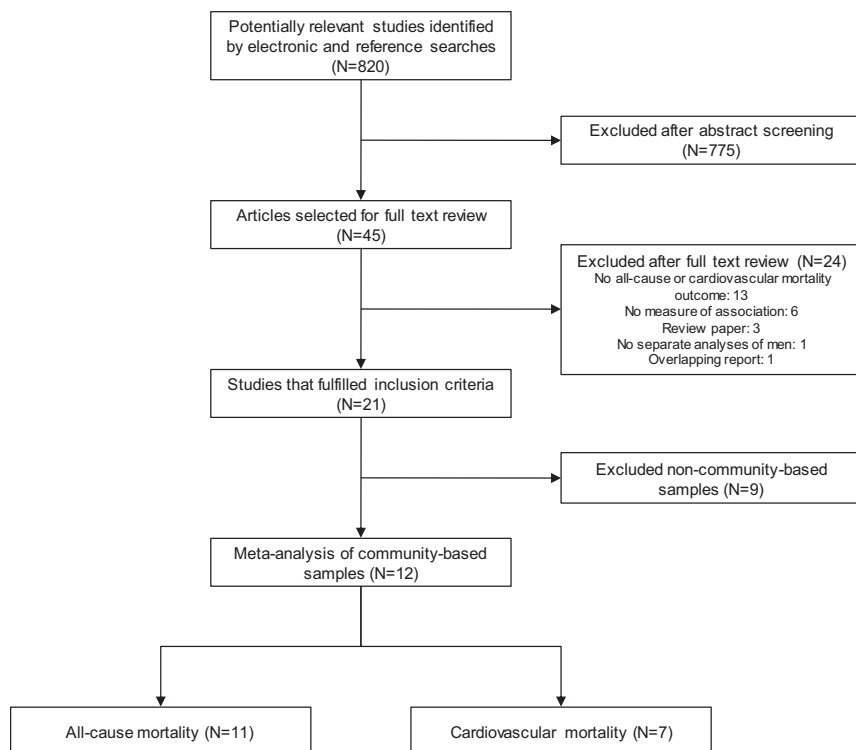 Potentially relevant studies identified
by electronic and reference searches
(N=820)
Excluded after abstract screening
(N=775)
Articles selected for full text review
(N=45)
Excluded after full text review (N=24)
No all-cause or cardiovascular mortality
outcome: 13
No measure of association: 6
Review paper: 3
No separate analyses of men: 1
Overlapping report: 1
Studies that fulfilled inclusion criteria
(N=21)
Excluded non-community-based
samples (N=9)
Meta-analysis of community-based
samples (N=12)
All-cause mortality (N=11)
Cardiovascular mortality (N=7)